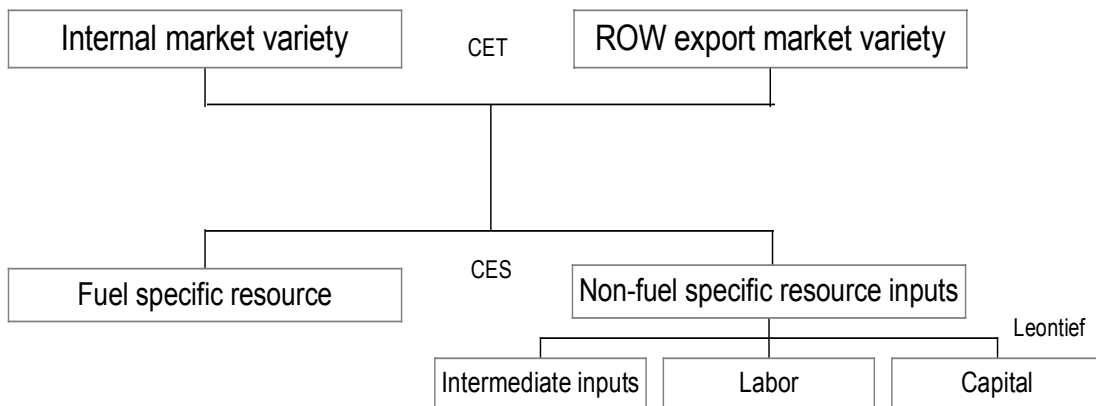 Internal market variety
CET
ROW export market variety
CES
Fuel specific resource
Non-fuel specific resource inputs
Leontief
Intermediate inputs
Labor
Capital